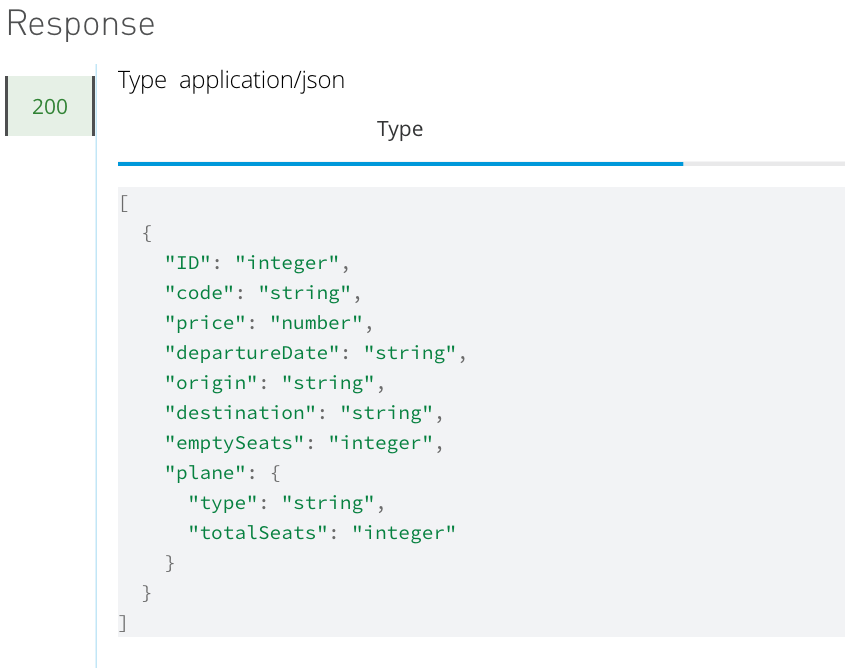 Response
200
Type application/json
Type
[
{
"ID": "integer",
"code": "string",
"price": "number",
"departureDate": "string",
"origin": "string",
"destination": "string",
"emptySeats": "integer",
"plane": {
"type": "string",
"totalSeats": "integer"
}
}
]